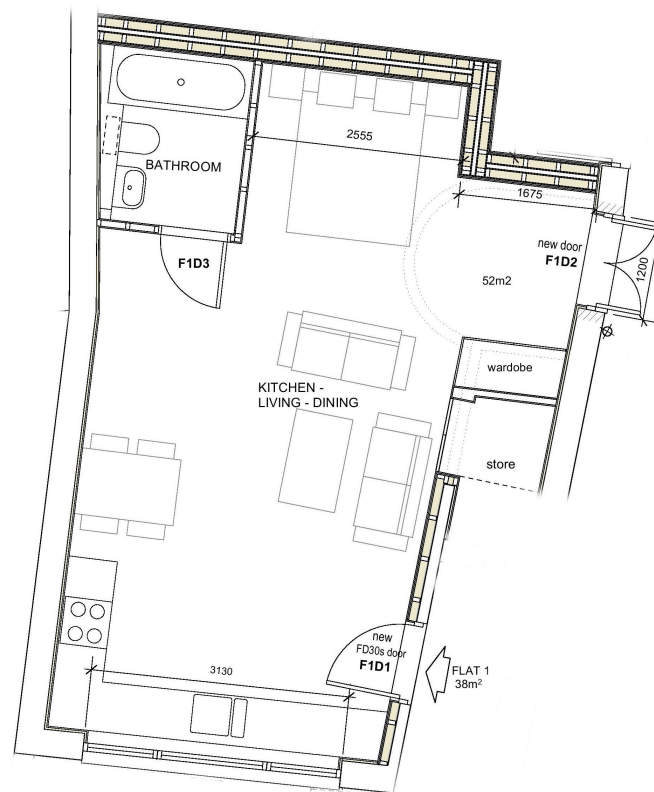 2555
BATHROOM
1675
new door
F1D2
1200
F1D3
52m2
wardobe
KITCHEN -
LIVING - DINING
store
new
FD30s door
F1D1
3130
FLAT 1
38m²